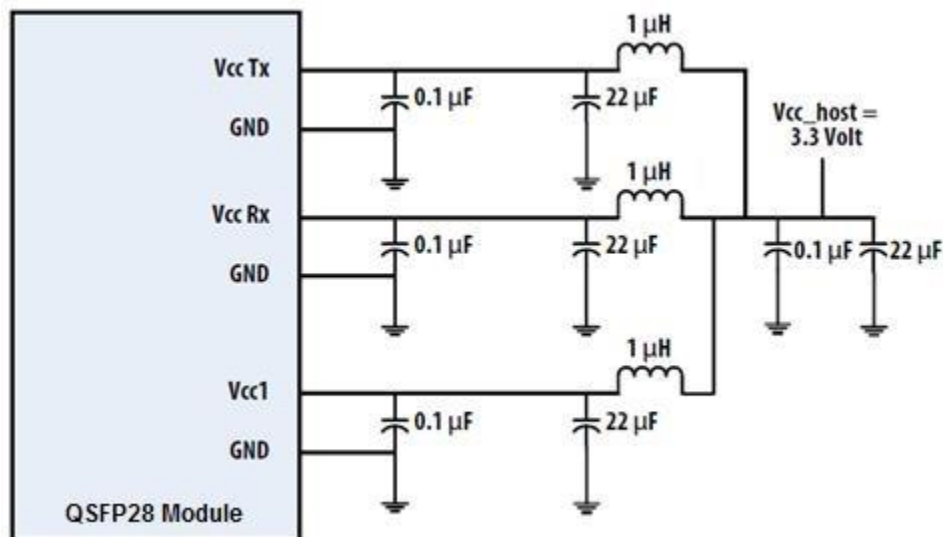 1 μH
Vcc Tx
0.1 μF
22 μF
GND
Vcc_host =
3.3 Volt
1 μH
Vcc Rx
0.1 μF
22 μF
0.1 μF
22 μF
GND
1 μH
Vcc1
0.1 μF
22 μF
GND
QSFP28 Module